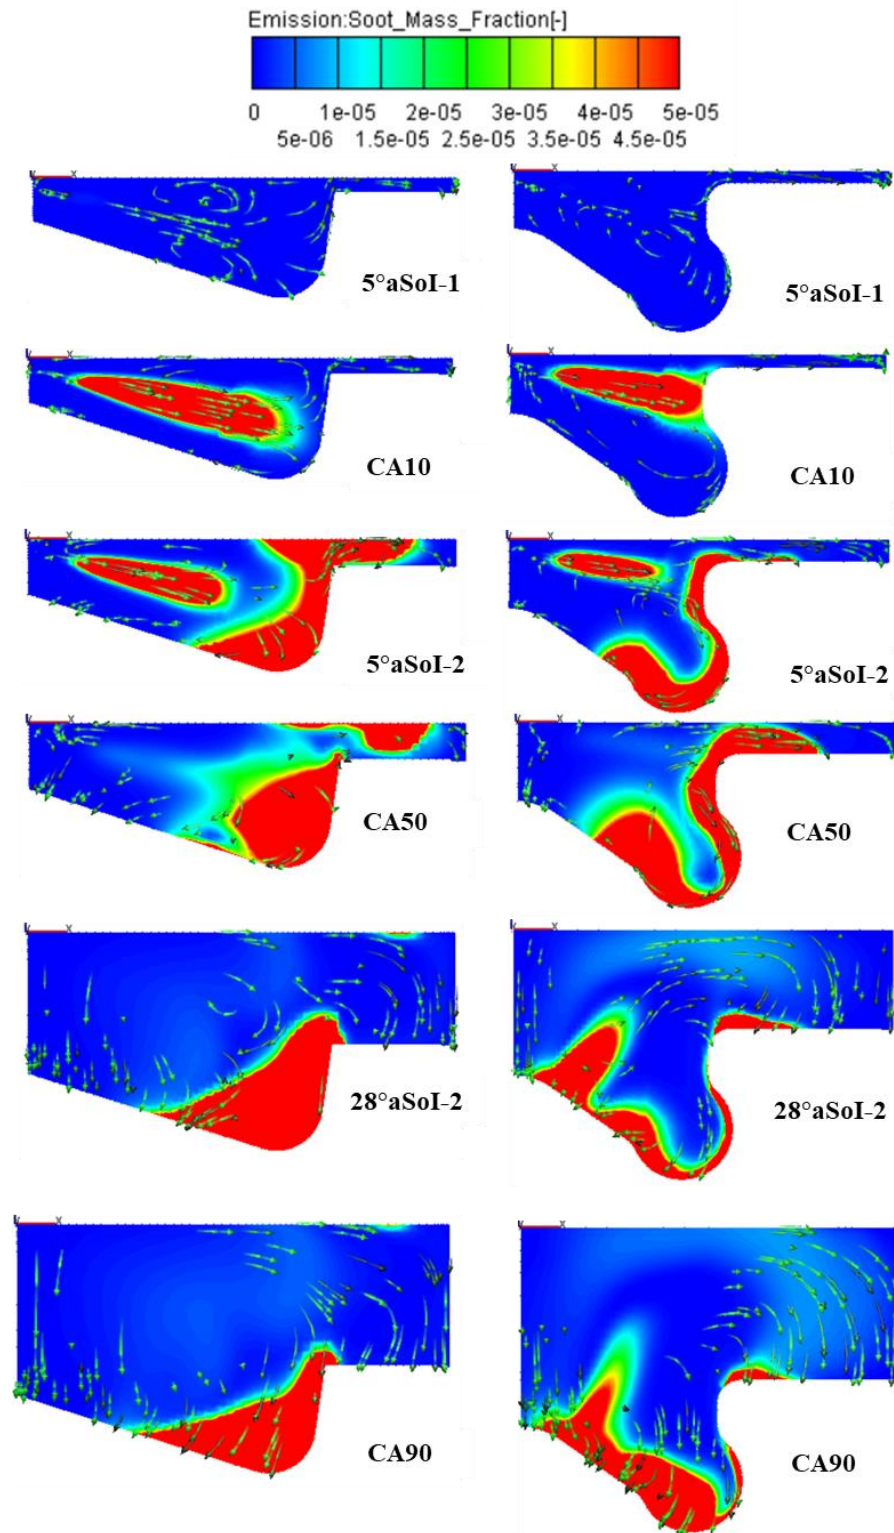 Emission:Soot_Mass_Fraction[-]
0 1e-05 2e-05 3e-05 4e-05 5e-05
5e-06 1.5e-05 2.5e-05 3.5e-05 4.5e-05
x x
5°aSoI-1 5°aSoI-1
x x
CA10 CA10
x x
5°aSoI-2 5°aSoI-2
x x
CA50 CA50
x x
28°aSoI-2 28°aSoI-2
x x
CA90 CA90